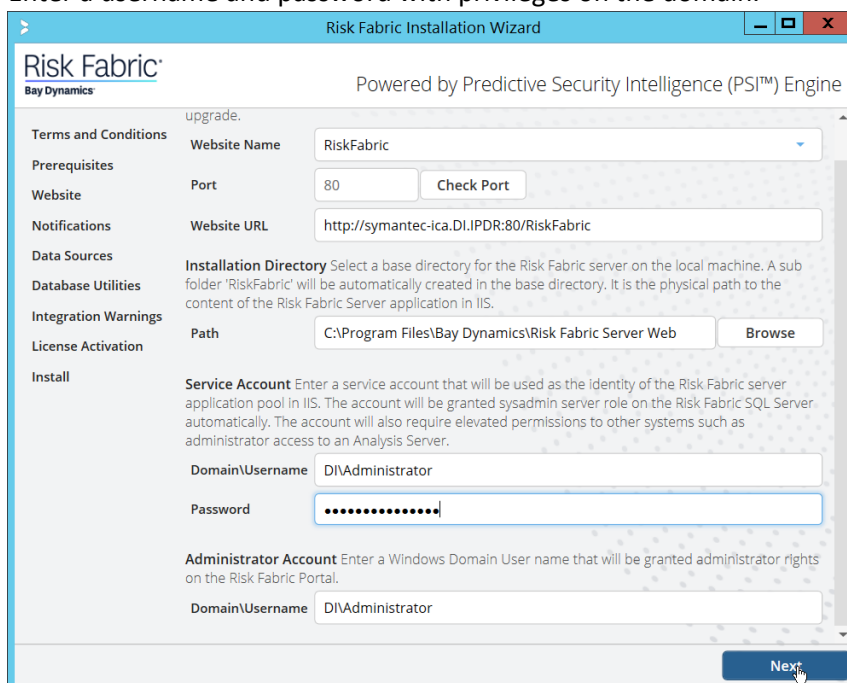 Enter a username and password with privileges on the domain.
Risk Fabric Installation Wizard
Risk Fabric
Bay Dynamics
Powered by Predictive Security Intelligence (PSI™) Engine
Terms and Conditions
Prerequisites
Website
Notifications
Data Sources
Database Utilities
Integration Warnings
License Activation
Install
upgrade.
Website Name RiskFabric
Port 80 Check Port
Website URL http://symantec-ica.DI.IPDR:80/RiskFabric
Installation Directory Select a base directory for the Risk Fabric server on the local machine. A sub
folder 'RiskFabric' will be automatically created in the base directory. It is the physical path to the
content of the Risk Fabric Server application in IIS.
Path C:\Program Files\Bay Dynamics\Risk Fabric Server Web Browse
Service Account Enter a service account that will be used as the identity of the Risk Fabric server
application pool in IIS. The account will be granted sysadmin server role on the Risk Fabric SQL Server
automatically. The account will also require elevated permissions to other systems such as
administrator access to an Analysis Server.
Domain\Username DI\Administrator
Password •••••••••••••••
Administrator Account Enter a Windows Domain User name that will be granted administrator rights
on the Risk Fabric Portal.
Domain\Username DI\Administrator
Next